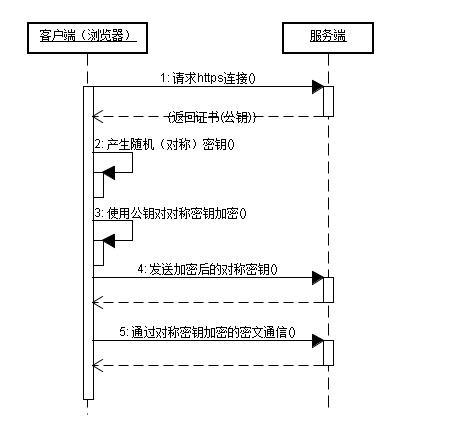 客户端（浏览器）
服务端
1: 请求https连接()
(返回证书(公钥))
2: 产生随机（对称）密钥()
3: 使用公钥对对称密钥加密()
4: 发送加密后的对称密钥()
5: 通过对称密钥加密的密文通信()